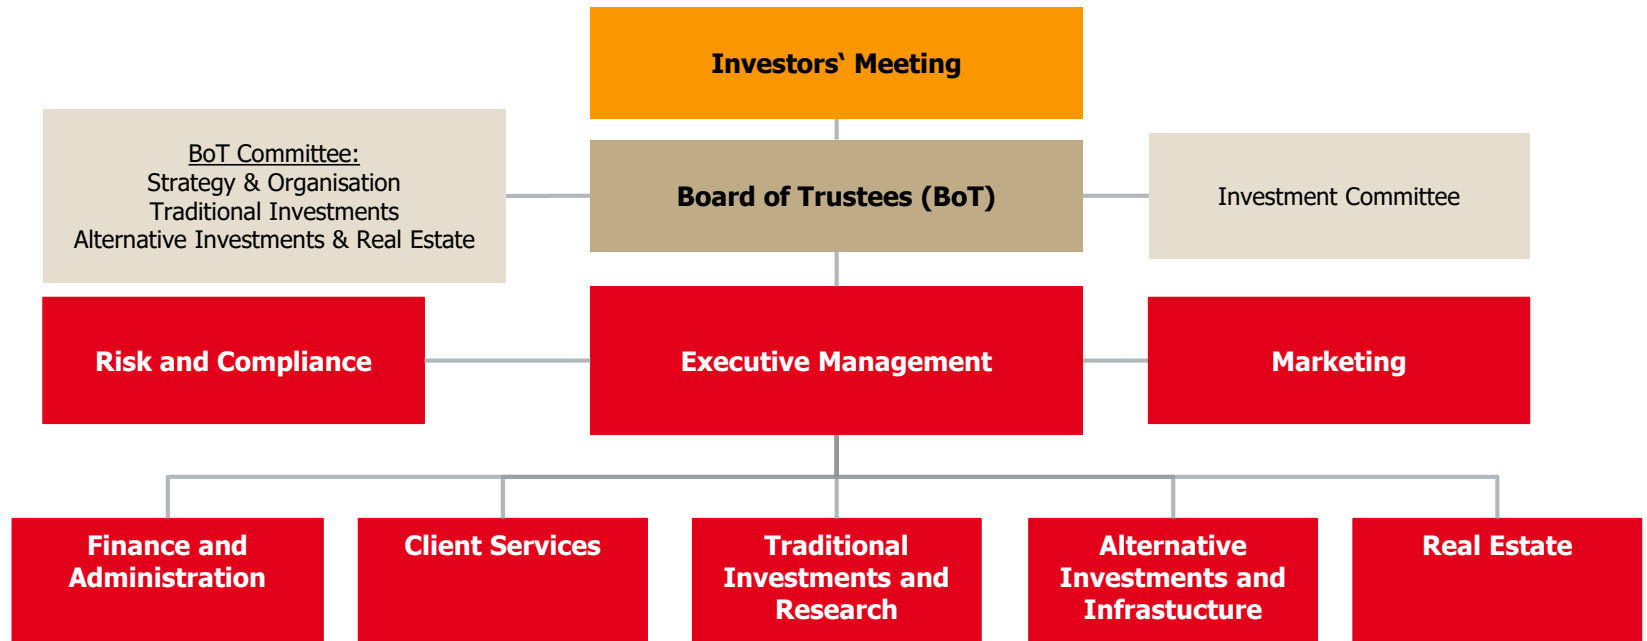 Investors‘ Meeting
BoT Committee:
Strategy & Organisation
Traditional Investments
Alternative Investments & Real Estate
Board of Trustees (BoT)
Investment Committee
Risk and Compliance
Executive Management
Marketing
Finance and
Administration
Client Services
Traditional
Investments and
Research
Alternative
Investments and
Infrastucture
Real Estate